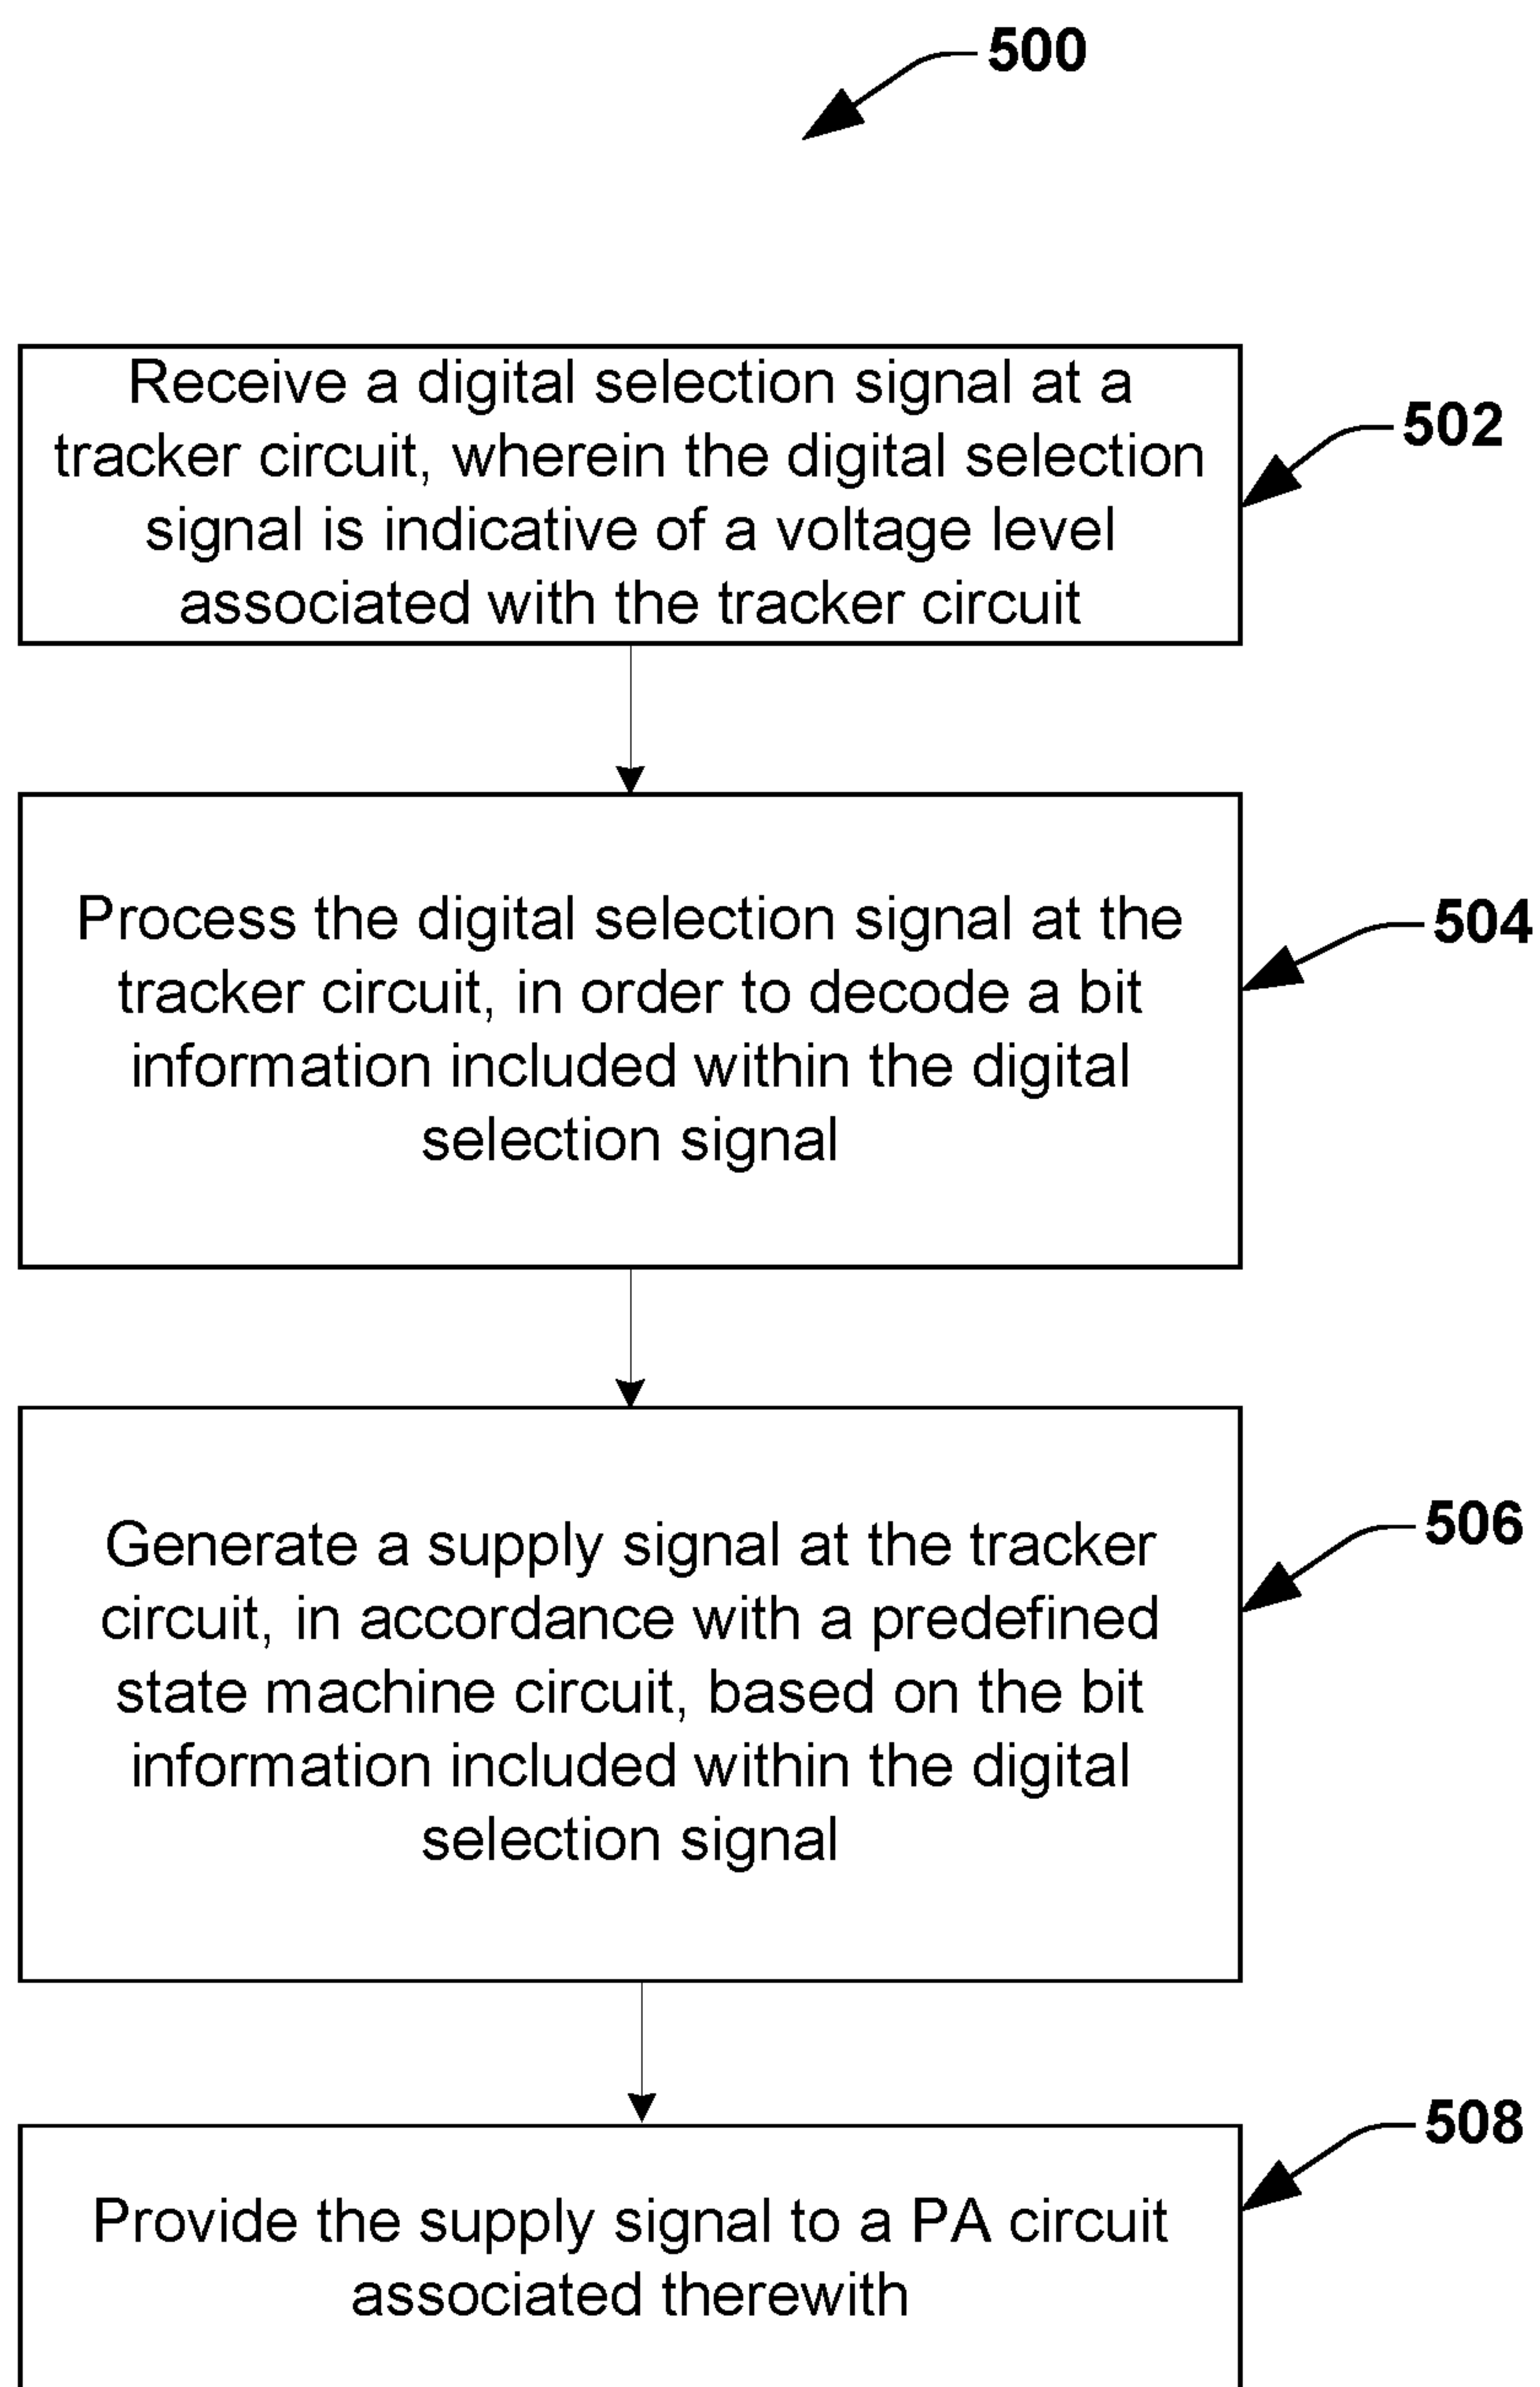 500
Receive a digital selection signal at a
tracker circuit, wherein the digital selection
signal is indicative of a voltage level
associated with the tracker circuit
502
Process the digital selection signal at the
tracker circuit, in order to decode a bit
information included within the digital
selection signal
504
Generate a supply signal at the tracker
circuit, in accordance with a predefined
state machine circuit, based on the bit
information included within the digital
selection signal
506
Provide the supply signal to a PA circuit
associated therewith
508